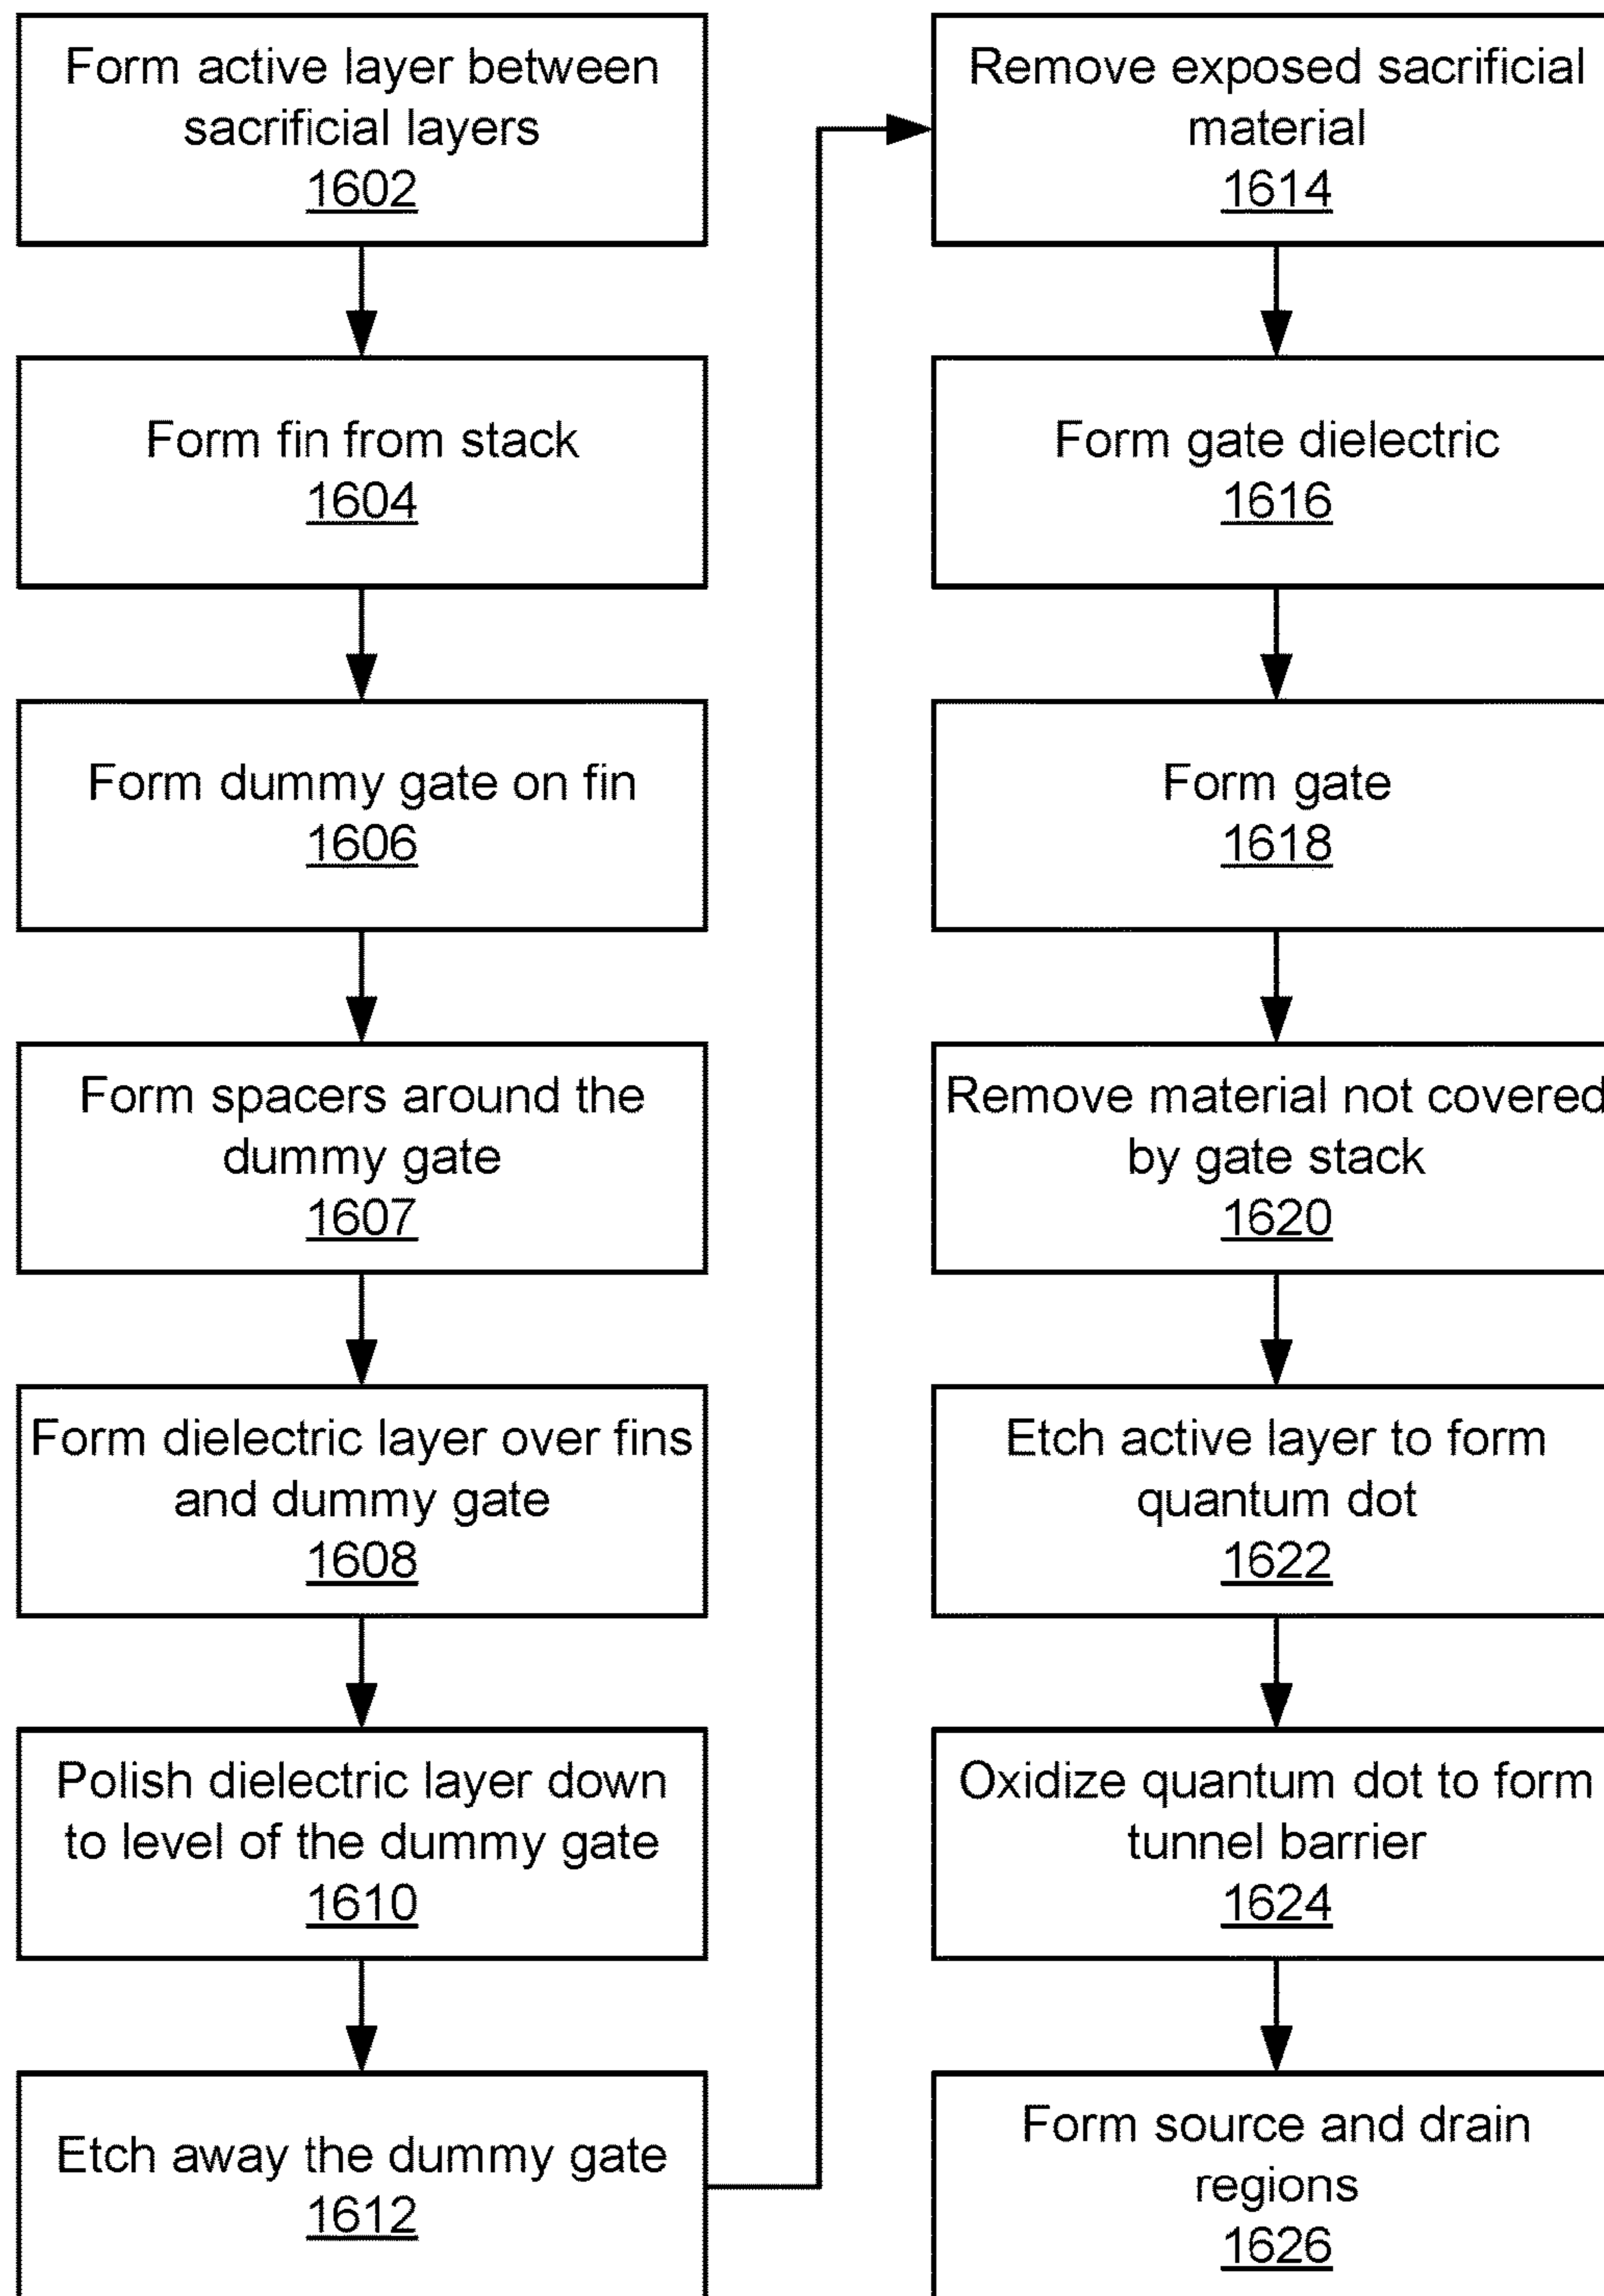 Form active layer between
sacrificial layers
1602
Form fin from stack
1604
Form dummy gate on fin
1606
Form spacers around the
dummy gate
1607
Form dielectric layer over fins
and dummy gate
1608
Polish dielectric layer down
to level of the dummy gate
1610
Etch away the dummy gate
1612
Remove exposed sacrificial
material
1614
Form gate dielectric
1616
Form gate
1618
Remove material not covered
by gate stack
1620
Etch active layer to form
quantum dot
1622
Oxidize quantum dot to form
tunnel barrier
1624
Form source and drain
regions
1626